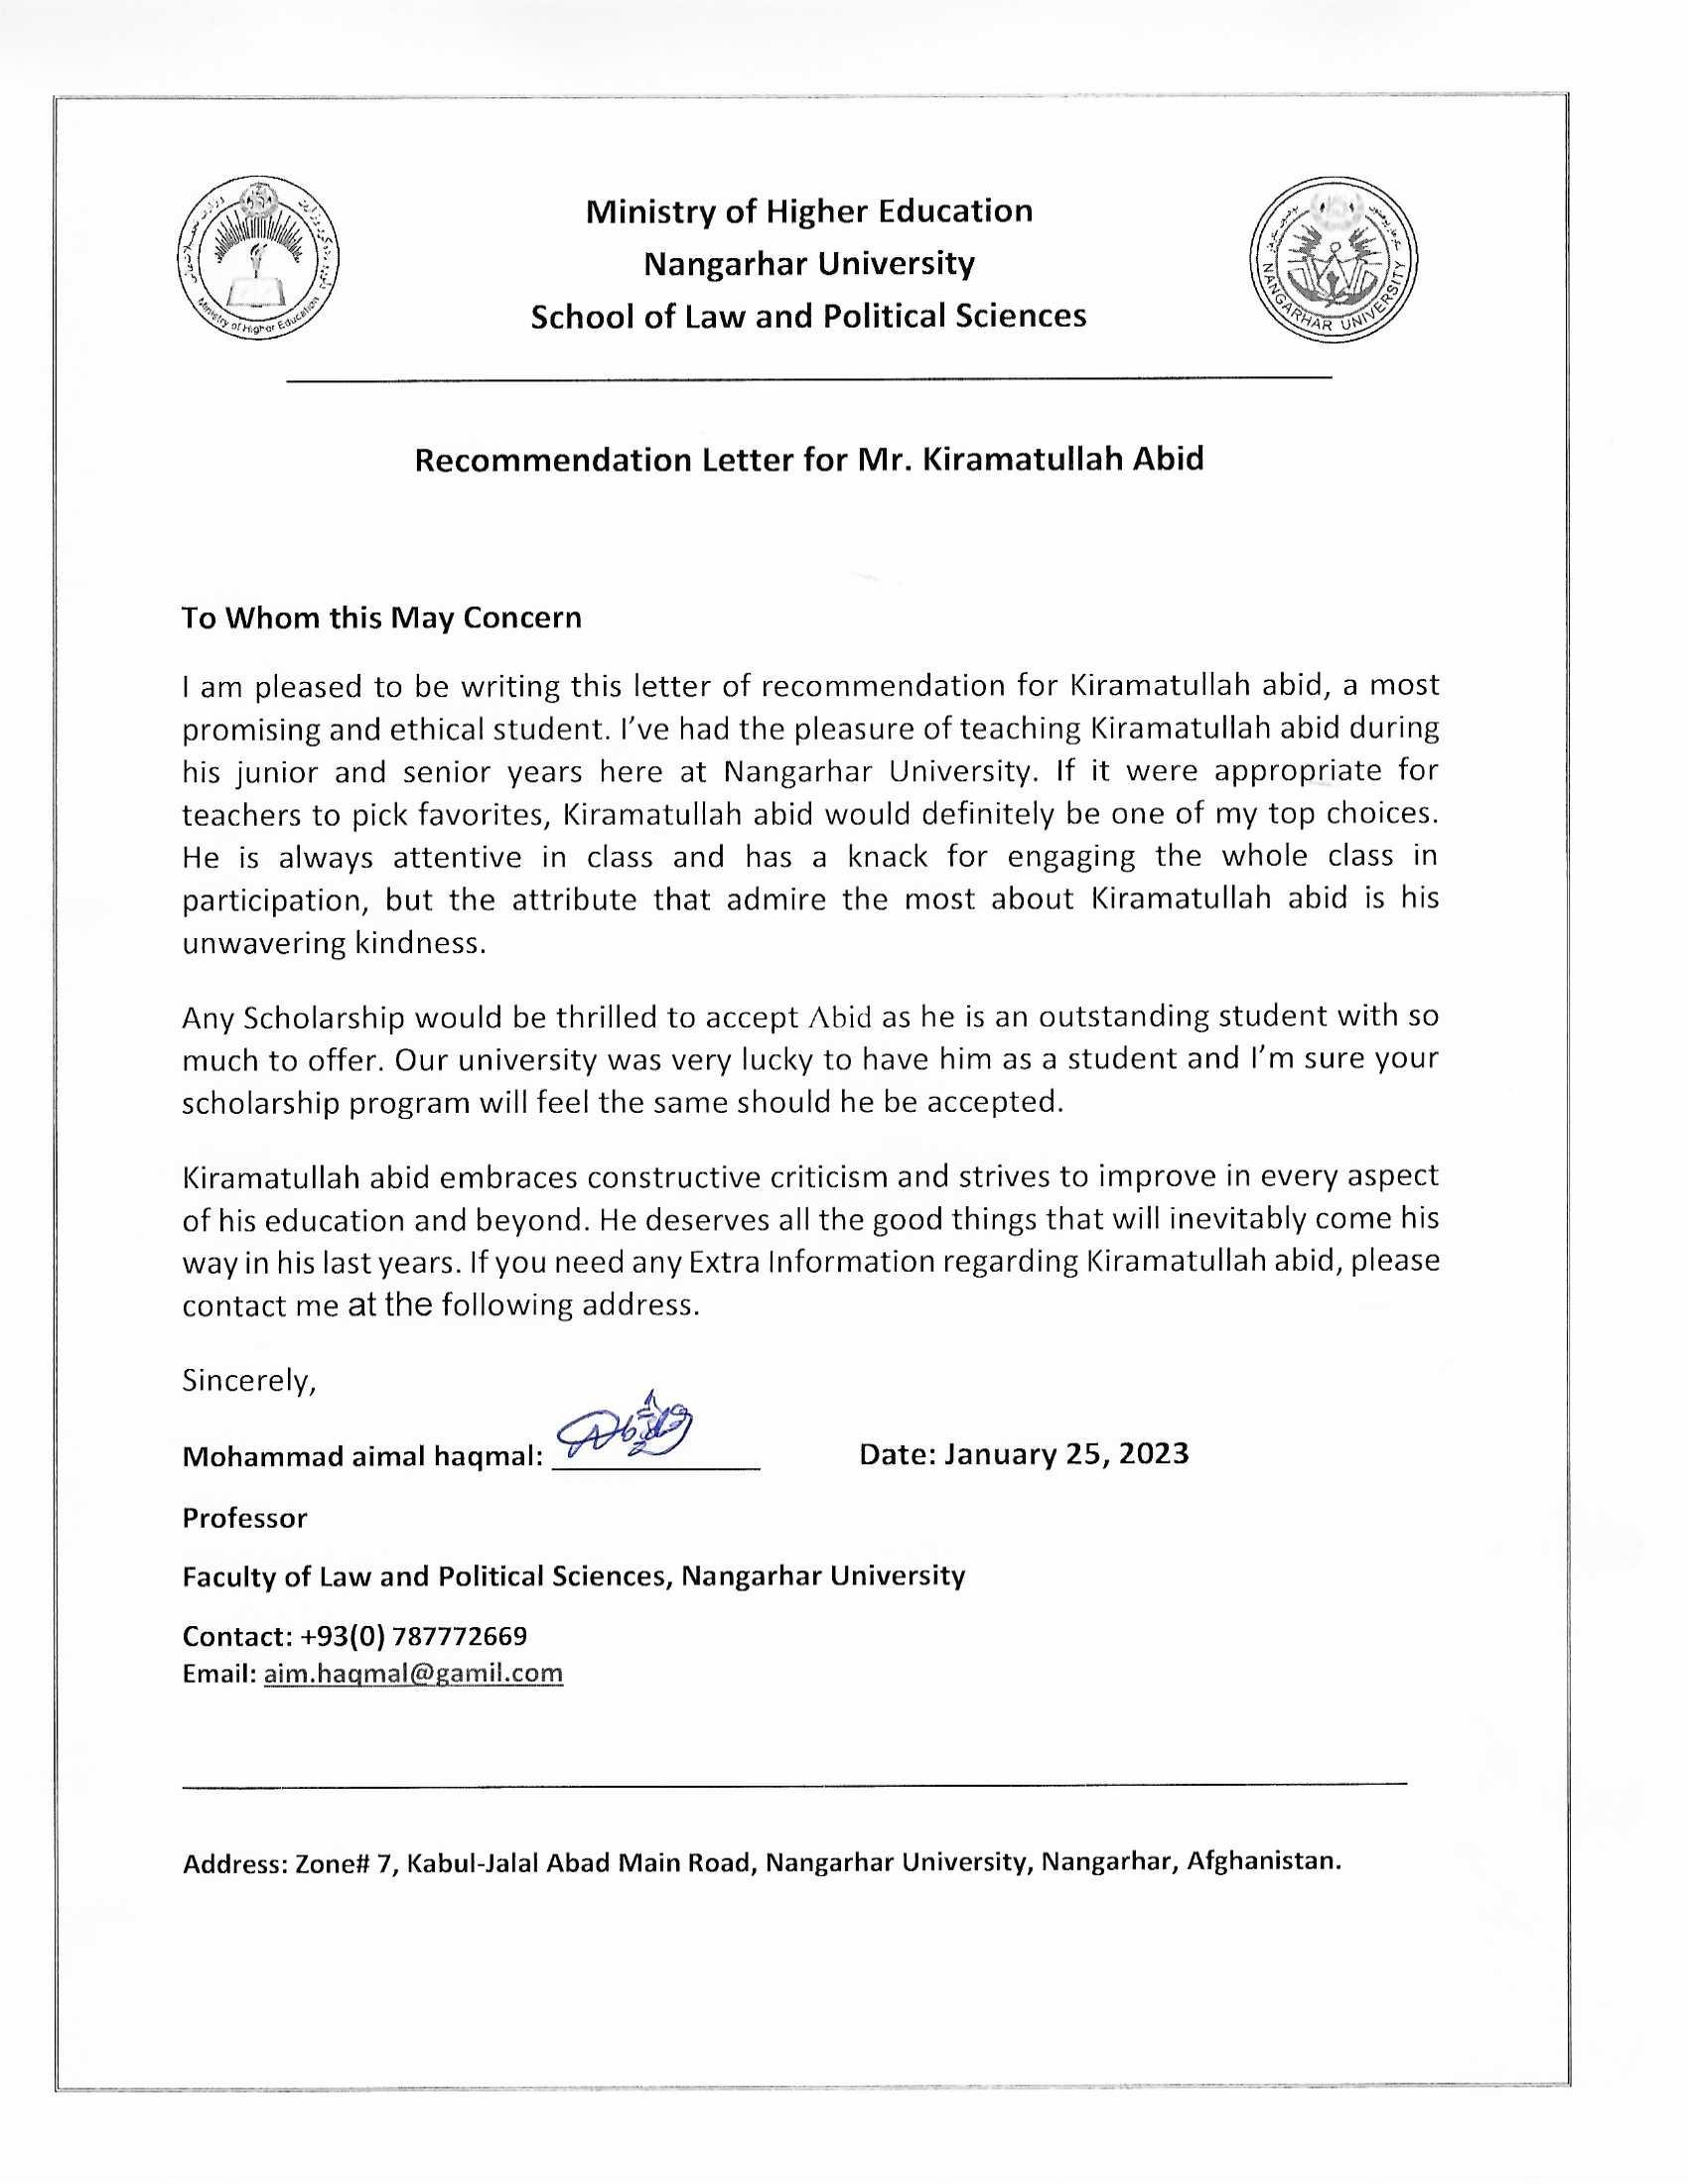 Ministry of Higher Education
Nangarhar University
School of Law and Political Sciences
Ministry of Higher Education
NANGARHAR UNIVERSITY
Recommendation Letter for Mr. Kiramatullah Abid
To Whom this May Concern
I am pleased to be writing this letter of recommendation for Kiramatullah abid, a most
promising and ethical student. I’ve had the pleasure of teaching Kiramatullah abid during
his junior and senior years here at Nangarhar University. If it were appropriate for
teachers to pick favorites, Kiramatullah abid would definitely be one of my top choices.
He is always attentive in class and has a knack for engaging the whole class in
participation, but the attribute that admire the most about Kiramatullah abid is his
unwavering kindness.
Any Scholarship would be thrilled to accept Abid as he is an outstanding student with so
much to offer. Our university was very lucky to have him as a student and I’m sure your
scholarship program will feel the same should he be accepted.
Kiramatullah abid embraces constructive criticism and strives to improve in every aspect
of his education and beyond. He deserves all the good things that will inevitably come his
way in his last years. If you need any Extra Information regarding Kiramatullah abid, please
contact me at the following address.
Sincerely,
Mohammad aimal haqmal: Date: January 25, 2023
Professor
Faculty of Law and Political Sciences, Nangarhar University
Contact: +93(0) 787772669
Email: aim.haqmal@gamil.com
Address: Zone# 7, Kabul-Jalal Abad Main Road, Nangarhar University, Nangarhar, Afghanistan.